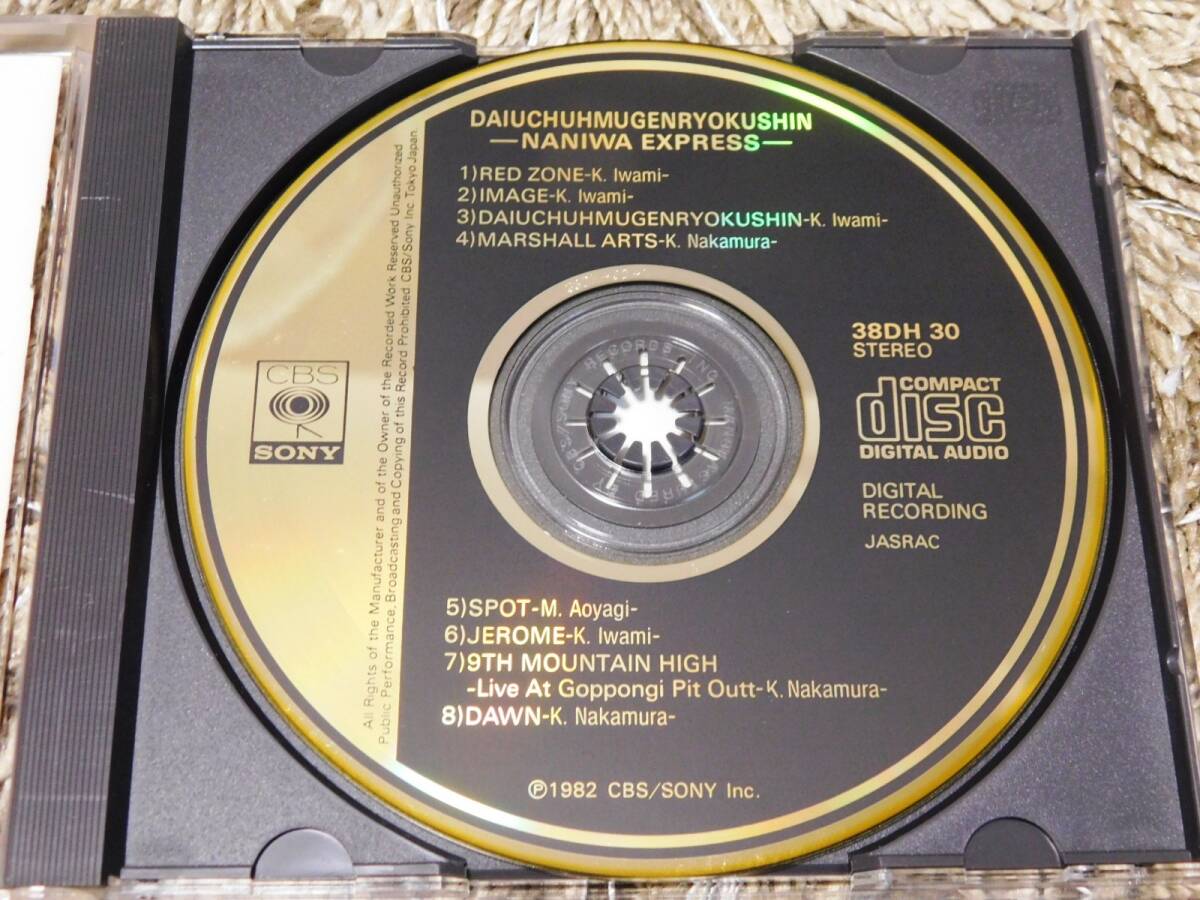 DAIUCHUHMUGENRYOKUSHIN
—NANIWA EXPRESS—
1)RED ZONE-K. Iwami-
2)IMAGE-K. Iwami-
3)DAIUCHUHMUGENRYOKUSHIN-K. Iwami-
4)MARSHALL ARTS-K. Nakamura-
38DH 30
STEREO
COMPACT
disc
DIGITAL AUDIO
DIGITAL
RECORDING
JASRAC
CBS
SONY
All Rights of the Manufacturer and of the Owner of the Recorded Work Reserved Unauthorized
Public Performance, Broadcasting and Copying of this Record Prohibited CBS/Sony Inc. Tokyo Japan.
5)SPOT-M. Aoyagi-
6)JEROME-K. Iwami-
7)9TH MOUNTAIN HIGH
-Live At Goppongi Pit Outt-K. Nakamura-
8)DAWN-K. Nakamura-
℗1982 CBS/SONY Inc.